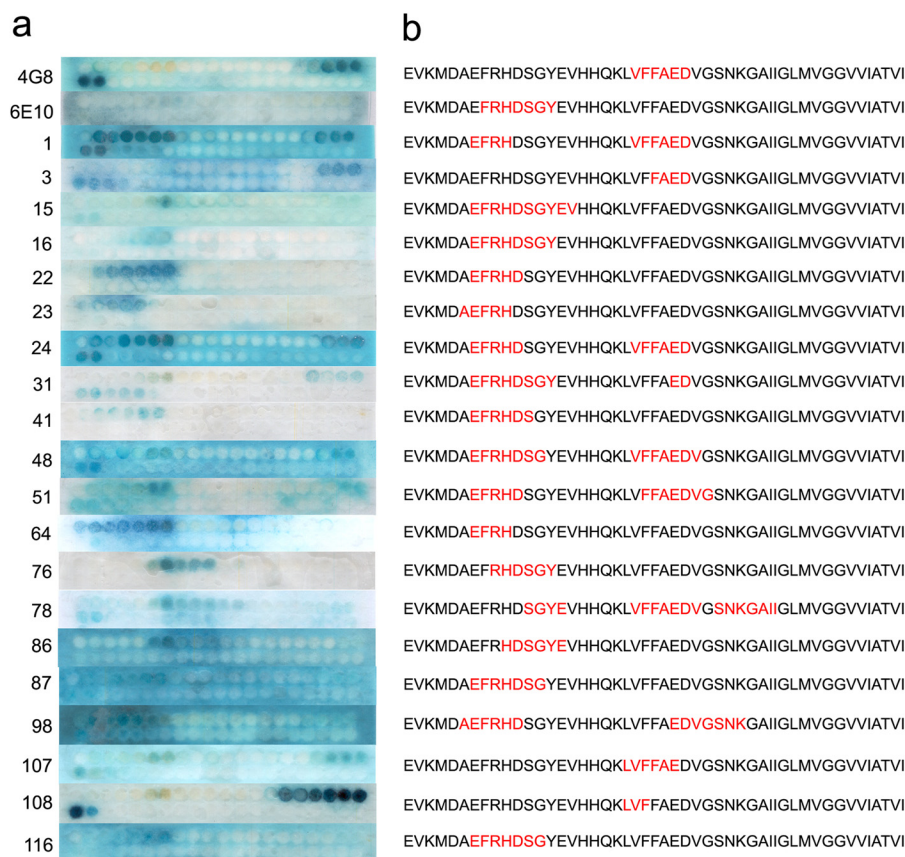 a b
4G8 EVKMDAEFRHDSGYEVHHQKLVFFAEDVGSNKGAIIGLMVGGVVIATVI
6E10 EVKMDAEFRHDSGYEVHHQKLVFFAEDVGSNKGAIIGLMVGGVVIATVI
1 EVKMDAEFRHDSGYEVHHQKLVFFAEDVGSNKGAIIGLMVGGVVIATVI
3 EVKMDAEFRHDSGYEVHHQKLVFFAEDVGSNKGAIIGLMVGGVVIATVI
15 EVKMDAEFRHDSGYEVHHQKLVFFAEDVGSNKGAIIGLMVGGVVIATVI
16 EVKMDAEFRHDSGYEVHHQKLVFFAEDVGSNKGAIIGLMVGGVVIATVI
22 EVKMDAEFRHDSGYEVHHQKLVFFAEDVGSNKGAIIGLMVGGVVIATVI
23 EVKMDAEFRHDSGYEVHHQKLVFFAEDVGSNKGAIIGLMVGGVVIATVI
24 EVKMDAEFRHDSGYEVHHQKLVFFAEDVGSNKGAIIGLMVGGVVIATVI
31 EVKMDAEFRHDSGYEVHHQKLVFFAEDVGSNKGAIIGLMVGGVVIATVI
41 EVKMDAEFRHDSGYEVHHQKLVFFAEDVGSNKGAIIGLMVGGVVIATVI
48 EVKMDAEFRHDSGYEVHHQKLVFFAEDVGSNKGAIIGLMVGGVVIATVI
51 EVKMDAEFRHDSGYEVHHQKLVFFAEDVGSNKGAIIGLMVGGVVIATVI
64 EVKMDAEFRHDSGYEVHHQKLVFFAEDVGSNKGAIIGLMVGGVVIATVI
76 EVKMDAEFRHDSGYEVHHQKLVFFAEDVGSNKGAIIGLMVGGVVIATVI
78 EVKMDAEFRHDSGYEVHHQKLVFFAEDVGSNKGAIIGLMVGGVVIATVI
86 EVKMDAEFRHDSGYEVHHQKLVFFAEDVGSNKGAIIGLMVGGVVIATVI
87 EVKMDAEFRHDSGYEVHHQKLVFFAEDVGSNKGAIIGLMVGGVVIATVI
98 EVKMDAEFRHDSGYEVHHQKLVFFAEDVGSNKGAIIGLMVGGVVIATVI
107 EVKMDAEFRHDSGYEVHHQKLVFFAEDVGSNKGAIIGLMVGGVVIATVI
108 EVKMDAEFRHDSGYEVHHQKLVFFAEDVGSNKGAIIGLMVGGVVIATVI
116 EVKMDAEFRHDSGYEVHHQKLVFFAEDVGSNKGAIIGLMVGGVVIATVI